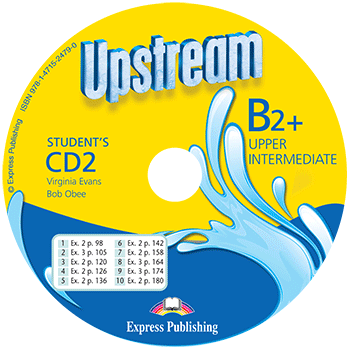 Upstream
B2+
UPPER
INTERMEDIATE
STUDENT'S
CD2
Virginia Evans
Bob Obee
1 Ex. 2 p. 98
2 Ex. 3 p. 105
3 Ex. 2 p. 120
4 Ex. 2 p. 126
5 Ex. 2 p. 136
6 Ex. 2 p. 142
7 Ex. 2 p. 158
8 Ex. 3 p. 164
9 Ex. 3 p. 174
10 Ex. 2 p. 180
Express Publishing
© Express Publishing ISBN 978-1-4715-2479-0